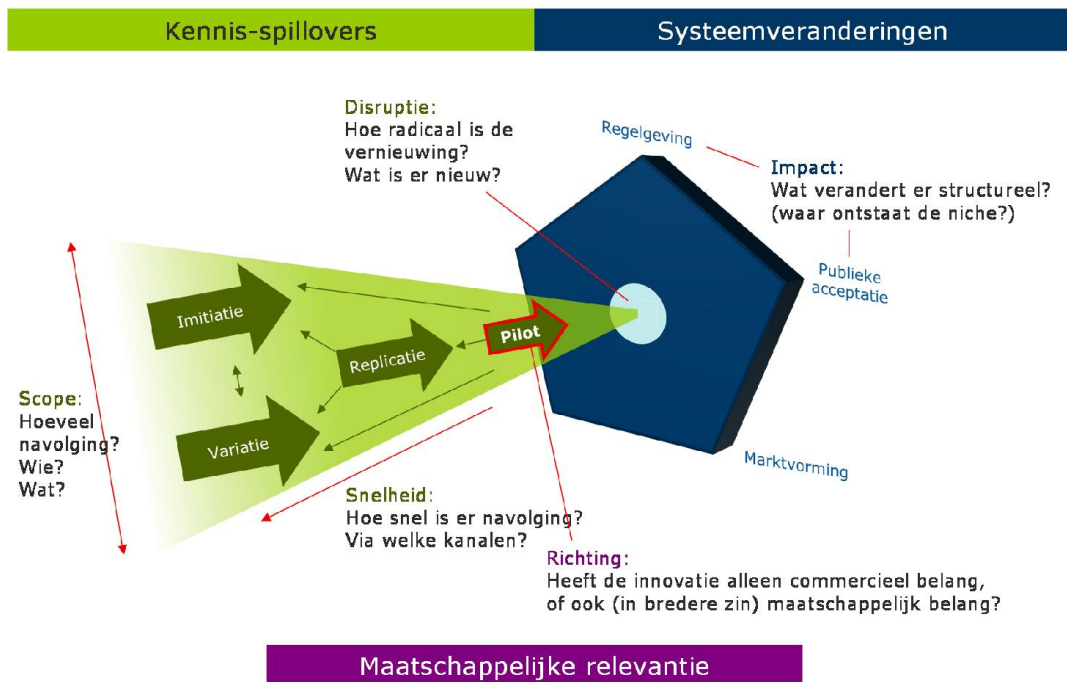 Kennis-spillovers
Systeemveranderingen
Disruptie:
Hoe radicaal is de
vernieuwing?
Wat is er nieuw?
Regelgeving
Impact:
Wat verandert er structureel?
(waar ontstaat de niche?)
Publieke
acceptatie
Imitiatie
Pilot
Replicatie
Scope:
Hoeveel
navolging?
Wie?
Wat?
Variatie
Marktvorming
Snelheid:
Hoe snel is er navolging?
Via welke kanalen?
Richting:
Heeft de innovatie alleen commercieel belang,
of ook (in bredere zin) maatschappelijk belang?
Maatschappelijke relevantie